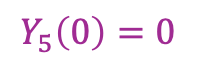 Y₅(0) = 0